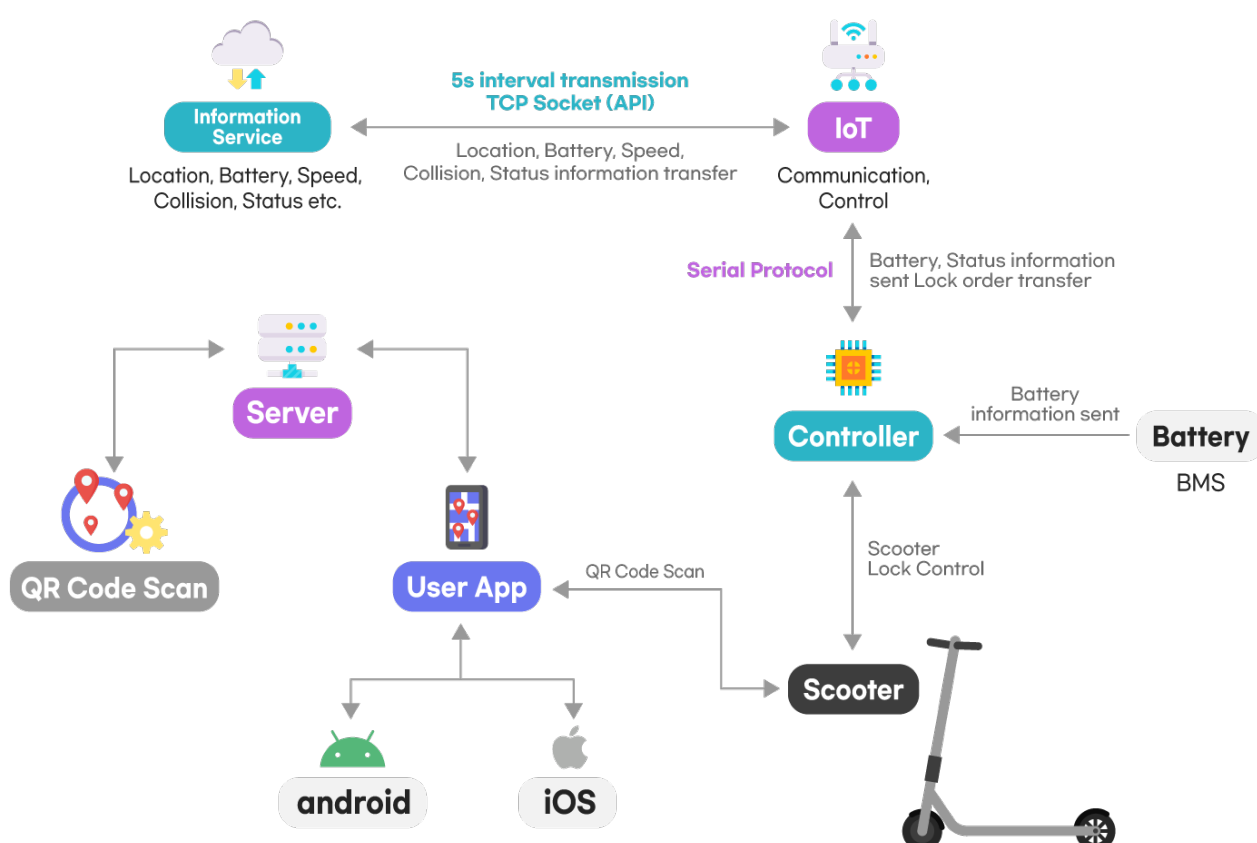 Information
Service
Location, Battery, Speed,
Collision, Status etc.
5s interval transmission
TCP Socket (API)
Location, Battery, Speed,
Collision, Status information transfer
IoT
Communication,
Control
Serial Protocol
Battery, Status information
sent Lock order transfer
Server
Controller
Battery
information sent
Battery
BMS
QR Code Scan
User App
QR Code Scan
Scooter
Lock Control
Scooter
android
iOS